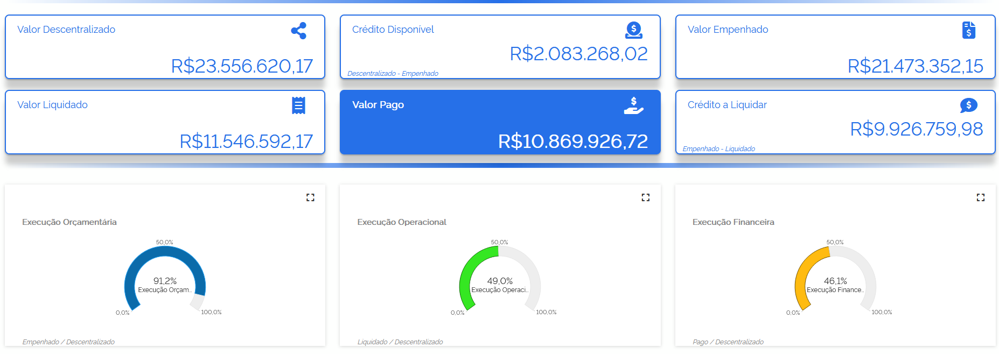 Valor Descentralizado
R$23.556.620,17
Crédito Disponível
R$2.083.268,02
Descentralizado - Empenhado
Valor Empenhado
R$21.473.352,15
Valor Liquidado
R$11.546.592,17
Valor Pago
R$10.869.926,72
Crédito a Liquidar
R$9.926.759,98
Empenhado - Liquidado
Execução Orçamentária
50,0%
91,2%
Execução Orçam...
0,0%
100,0%
Empenhado / Descentralizado
Execução Operacional
50,0%
49,0%
Execução Operaci...
0,0%
100,0%
Liquidado / Descentralizado
Execução Financeira
50,0%
46,1%
Execução Finance...
0,0%
100,0%
Pago / Descentralizado